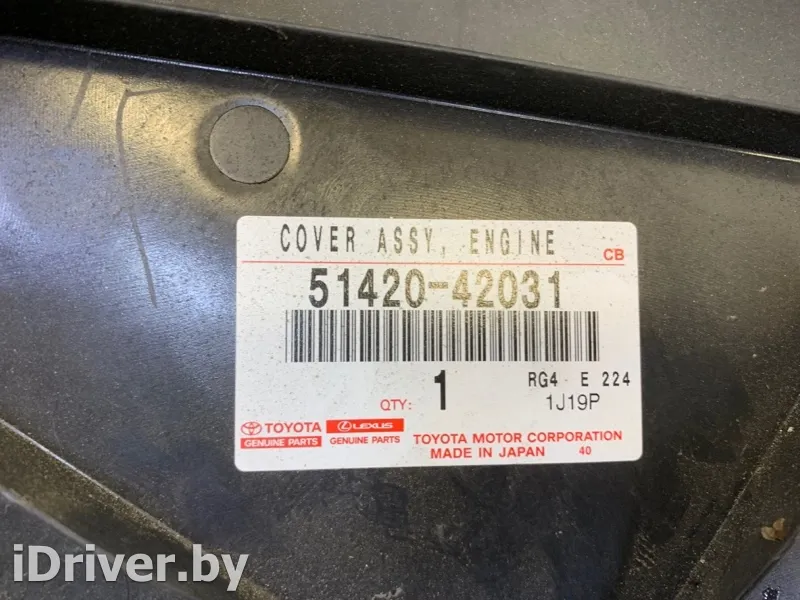 COVER ASSY, ENGINE
CB
51420-42031
QTY: 1
RG4 E 224
1J19P
TOYOTA
GENUINE PARTS
LEXUS
GENUINE PARTS
TOYOTA MOTOR CORPORATION
MADE IN JAPAN 40
iDriver.by